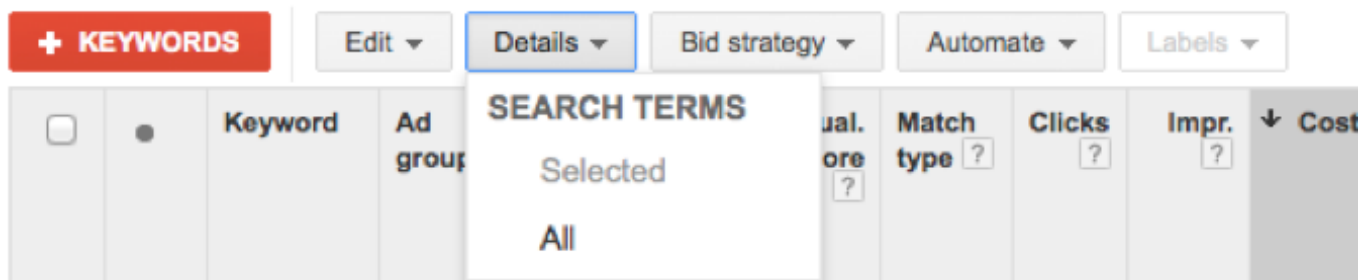 + KEYWORDS Edit Details Bid strategy Automate Labels
SEARCH TERMS
Keyword Ad ual. Match Clicks Impr. Cost
group ore type ? ? ?
Selected ?
All